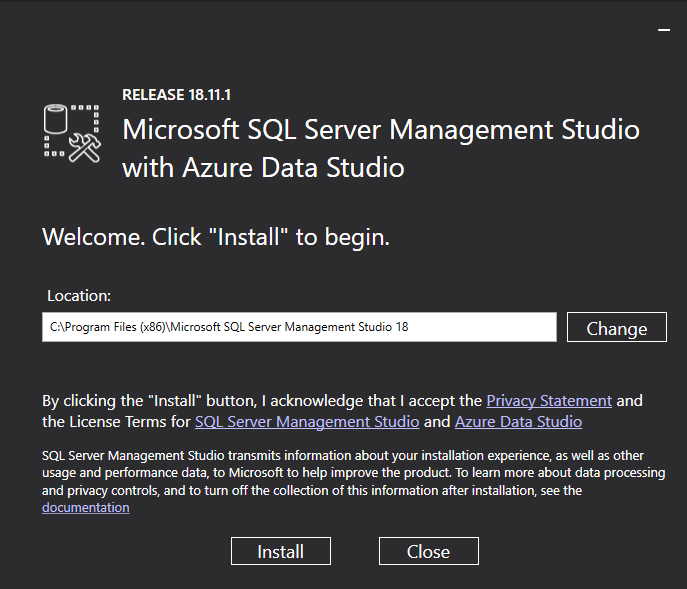 RELEASE 18.11.1
Microsoft SQL Server Management Studio
with Azure Data Studio
Welcome. Click "Install" to begin.
Location:
C:\Program Files (x86)\Microsoft SQL Server Management Studio 18
Change
By clicking the "Install" button, I acknowledge that I accept the Privacy Statement and
the License Terms for SQL Server Management Studio and Azure Data Studio
SQL Server Management Studio transmits information about your installation experience, as well as other
usage and performance data, to Microsoft to help improve the product. To learn more about data processing
and privacy controls, and to turn off the collection of this information after installation, see the
documentation
Install
Close